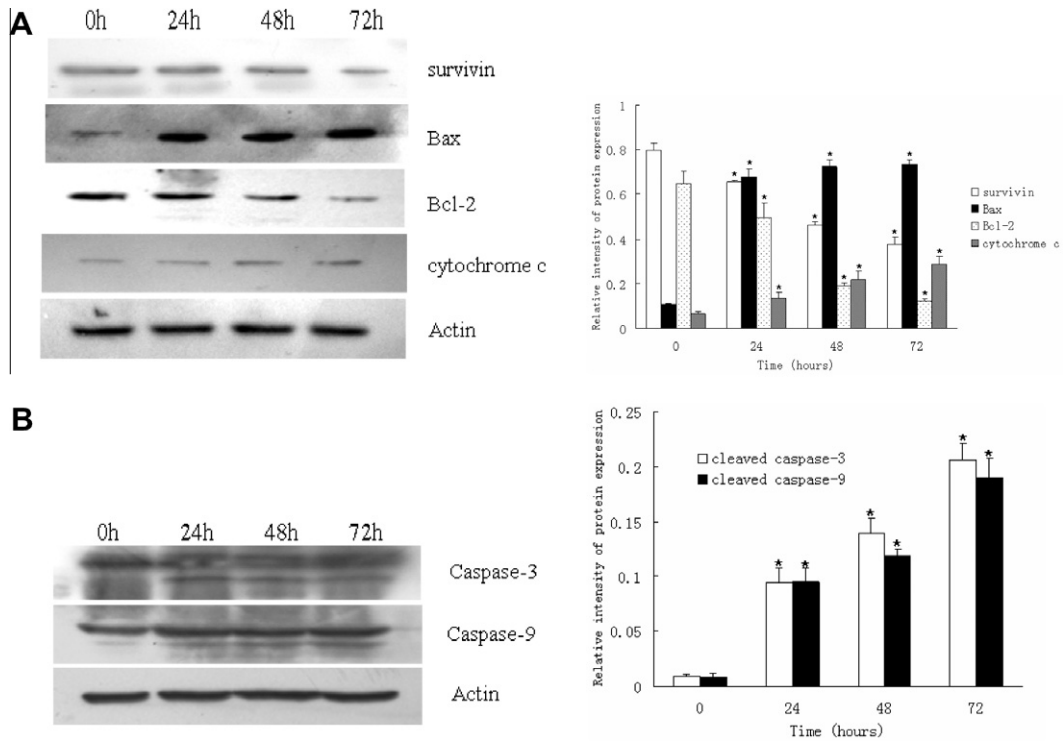 A
0h 24h 48h 72h
survivin
Bax
Bcl-2
cytochrome c
Actin
Relative intensity of protein expression
1
0.8
0.6
0.4
0.2
0
* * * * * * * * * * *
0 24 48 72
Time (hours)
survivin
Bax
Bcl-2
cytochrome c
B
0h 24h 48h 72h
Caspase-3
Caspase-9
Actin
Relative intensity of protein expression
0.25
0.2
0.15
0.1
0.05
0
cleaved caspase-3
cleaved caspase-9
* * * * * *
0 24 48 72
Time (hours)